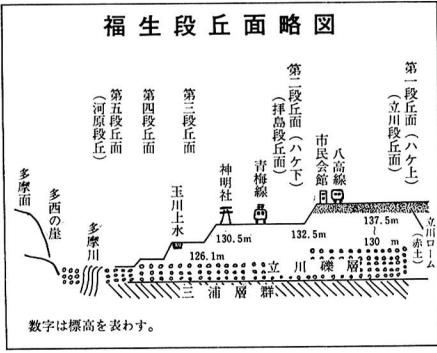 福生段丘面略図
第一段丘面（ハケ上）
（立川段丘面）
八高線
市民会館
第二段丘面（ハケ下）
（拝島段丘面）
青梅線
神明社
第三段丘面
玉川上水
第四段丘面
第五段丘面
（河原段丘）
多摩川
多西の崖
多摩面
137.5m
〜
130
132.5m
130.5m
126.1m
立川ローム
（赤土）
立川礫層
三浦層群
数字は標高を表わす。